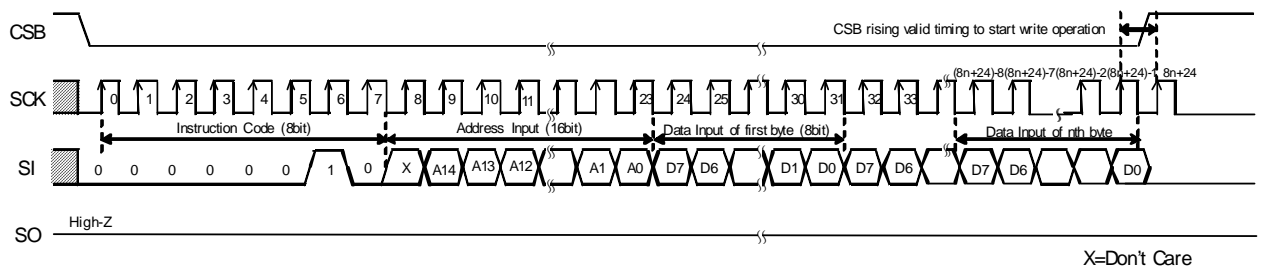 CSB
CSB rising valid timing to start write operation
SCK
0 1 2 3 4 5 6 7 8 9 10 11 23 24 25 30 31 32 33 (8n+24)-8 (8n+24)-7 (8n+24)-2 (8n+24)-1 8n+24
Instruction Code (8bit) Address Input (16bit) Data Input of first byte (8bit) Data Input of nth byte
SI 0 0 0 0 0 0 1 0 X A14 A13 A12 A1 A0 D7 D6 D1 D0 D7 D6 D7 D6 D0
High-Z
SO
X=Don't Care